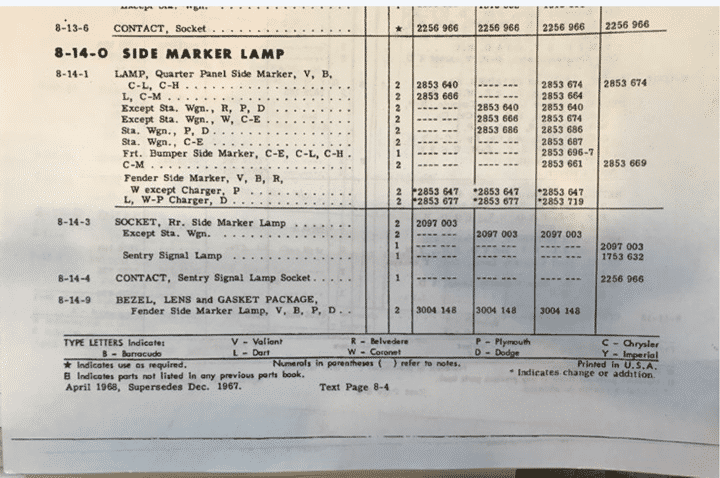 8-13-6 CONTACT, Socket . . . . . . . . . . . . ★ 2256 966 2256 966 2256 966 2256 966
8-14-0 SIDE MARKER LAMP
8-14-1 LAMP, Quarter Panel Side Marker, V, B,
C-L, C-H . . . . . . . . . . . . . . . . 2 2853 640 ---- --- 2853 674 2853 674
L, C-M . . . . . . . . . . . . . . . . . 2 2853 666 ---- --- 2853 664
Except Sta. Wgn., R, P, D . . . . . . . . 2 ---- --- 2853 640 2853 640
Except Sta. Wgn., W, C-E . . . . . . . . 2 ---- --- 2853 666 2853 674
Sta. Wgn., P, D . . . . . . . . . . . . . 2 ---- --- 2853 686 2853 686
Sta. Wgn., C-E . . . . . . . . . . . . . 2 ---- --- ---- --- 2853 687
Frt. Bumper Side Marker, C-E, C-L, C-H . 1 ---- --- ---- --- 2853 696-7
C-M . . . . . . . . . . . . . . . . . . 2 ---- --- ---- --- 2853 661 2853 669
Fender Side Marker, V, B, R,
W except Charger, P . . . . . . . . . . 2 *2853 647 *2853 647 *2853 647
L, W-P Charger, D . . . . . . . . . . . 2 *2853 677 *2853 677 *2853 719
8-14-3 SOCKET, Rr. Side Marker Lamp . . . . . . 2 2097 003
Except Sta. Wgn. . . . . . . . . . . . . 2 ---- --- 2097 003 2097 003
1 ---- --- ---- --- ---- --- 2097 003
Sentry Signal Lamp . . . . . . . . . . . 1 ---- --- ---- --- ---- --- 1753 632
8-14-4 CONTACT, Sentry Signal Lamp Socket . . . . 1 ---- --- ---- --- ---- --- 2256 966
8-14-9 BEZEL, LENS and GASKET PACKAGE,
Fender Side Marker Lamp, V, B, P, D . . 2 3004 148 3004 148 3004 148
TYPE LETTERS Indicate: V - Valiant R - Belvedere P - Plymouth C - Chrysler
B - Barracuda L - Dart W - Coronet D - Dodge Y - Imperial
★ Indicates use as required. Numerals in parentheses ( ) refer to notes. Printed in U.S.A.
B Indicates parts not listed in any previous parts book. * Indicates change or addition.
April 1968, Supersedes Dec. 1967. Text Page 8-4